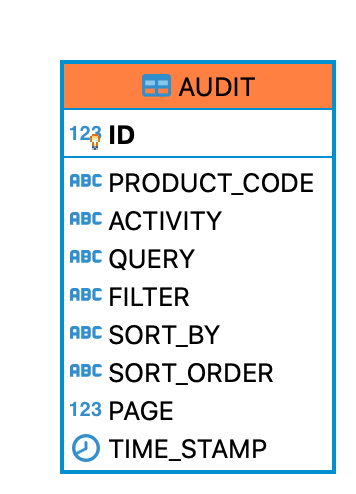 AUDIT
123 ID
ABC PRODUCT_CODE
ABC ACTIVITY
ABC QUERY
ABC FILTER
ABC SORT_BY
ABC SORT_ORDER
123 PAGE
TIME_STAMP